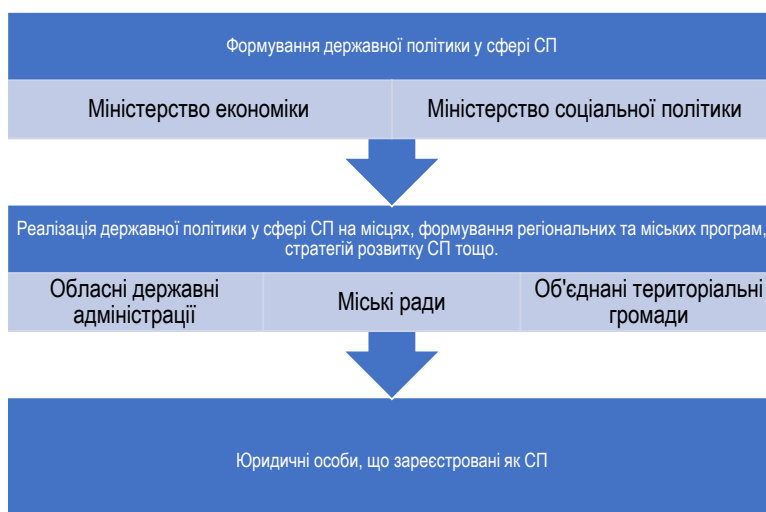 Формування державної політики у сфері СП
Міністерство економіки
Міністерство соціальної політики
Реалізація державної політики у сфері СП на місцях, формування регіональних та міських програм,
стратегій розвитку СП тощо.
Обласні державні
адміністрації
Міські ради
Об'єднані територіальні
громади
Юридичні особи, що зареєстровані як СП